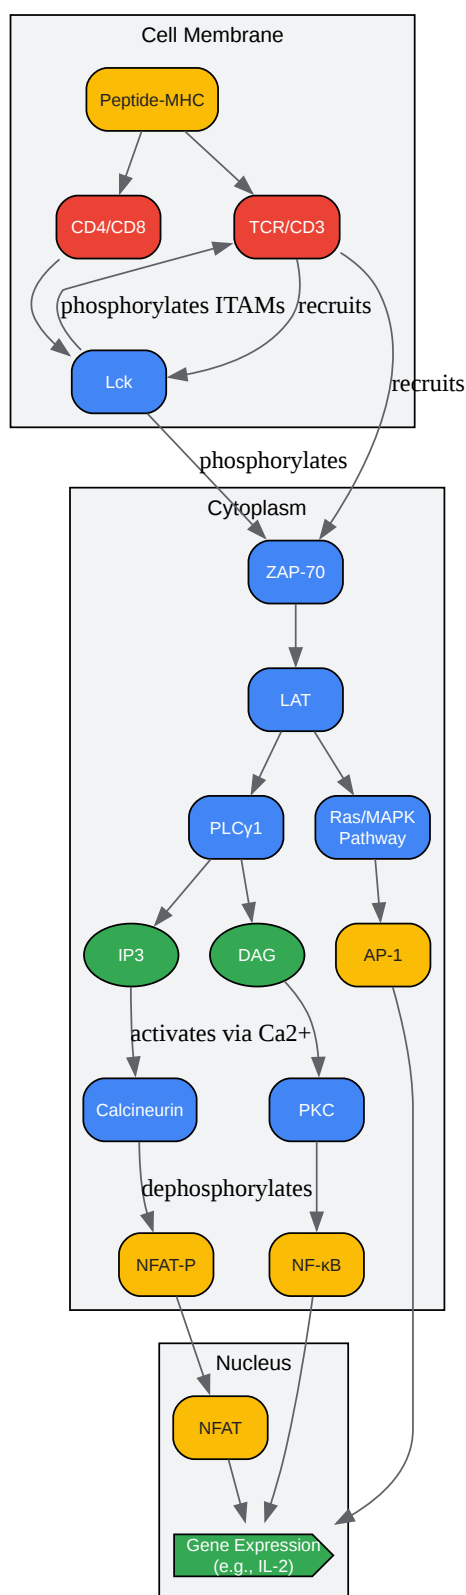 Cell Membrane
Peptide-MHC
CD4/CD8
TCR/CD3
phosphorylates ITAMs
recruits
Lck
recruits
phosphorylates
Cytoplasm
ZAP-70
LAT
PLCγ1
Ras/MAPK
Pathway
IP3
DAG
AP-1
activates via Ca2+
Calcineurin
PKC
dephosphorylates
NFAT-P
NF-κB
Nucleus
NFAT
Gene Expression
(e.g., IL-2)